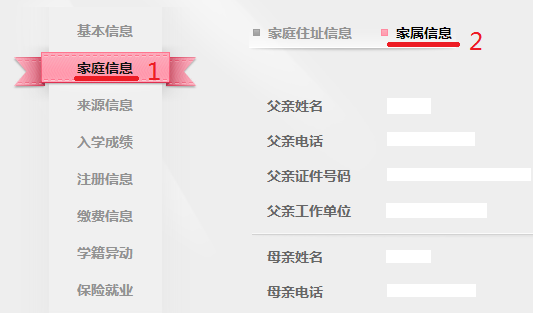 基本信息
家庭信息 1
来源信息
入学成绩
注册信息
缴费信息
学籍异动
保险就业
家庭住址信息 家属信息 2
父亲姓名
父亲电话
父亲证件号码
父亲工作单位
母亲姓名
母亲电话